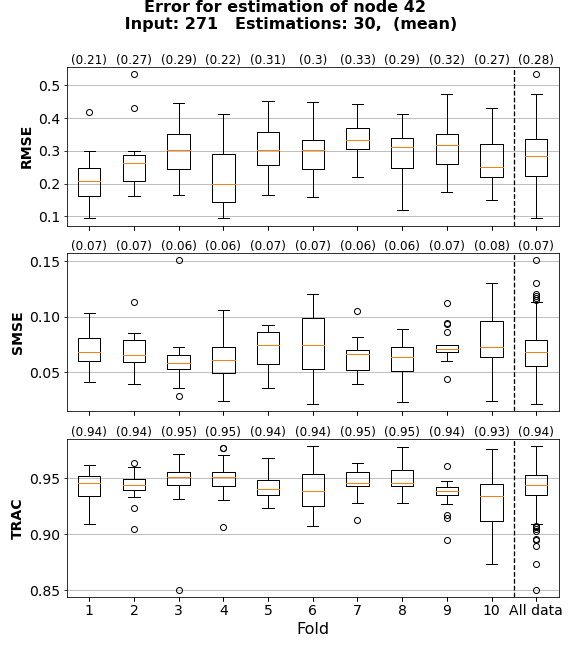 Error for estimation of node 42
Input: 271 Estimations: 30, (mean)
(0.21) (0.27) (0.29) (0.22) (0.31) (0.3) (0.33) (0.29) (0.32) (0.27) (0.28)
0.5
0.4
0.3
0.2
0.1
RMSE
(0.07) (0.07) (0.06) (0.06) (0.07) (0.07) (0.06) (0.06) (0.07) (0.08) (0.07)
0.15
0.10
0.05
SMSE
(0.94) (0.94) (0.95) (0.95) (0.94) (0.94) (0.95) (0.95) (0.94) (0.93) (0.94)
0.95
0.90
0.85
TRAC
1 2 3 4 5 6 7 8 9 10 All data
Fold